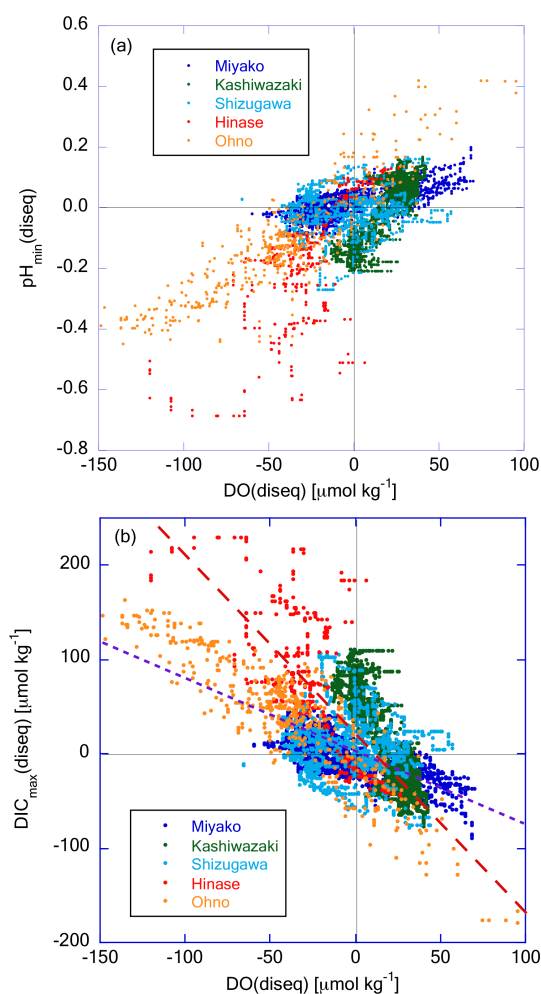 (a)
Miyako
Kashiwazaki
Shizugawa
Hinase
Ohno
0.6
0.4
0.2
0.0
-0.2
-0.4
-0.6
-0.8
pH_min(diseq)
-150 -100 -50 0 50 100
DO(diseq) [μmol kg⁻¹]
(b)
200
100
0
-100
-200
DIC_max(diseq) [μmol kg⁻¹]
Miyako
Kashiwazaki
Shizugawa
Hinase
Ohno
-150 -100 -50 0 50 100
DO(diseq) [μmol kg⁻¹]